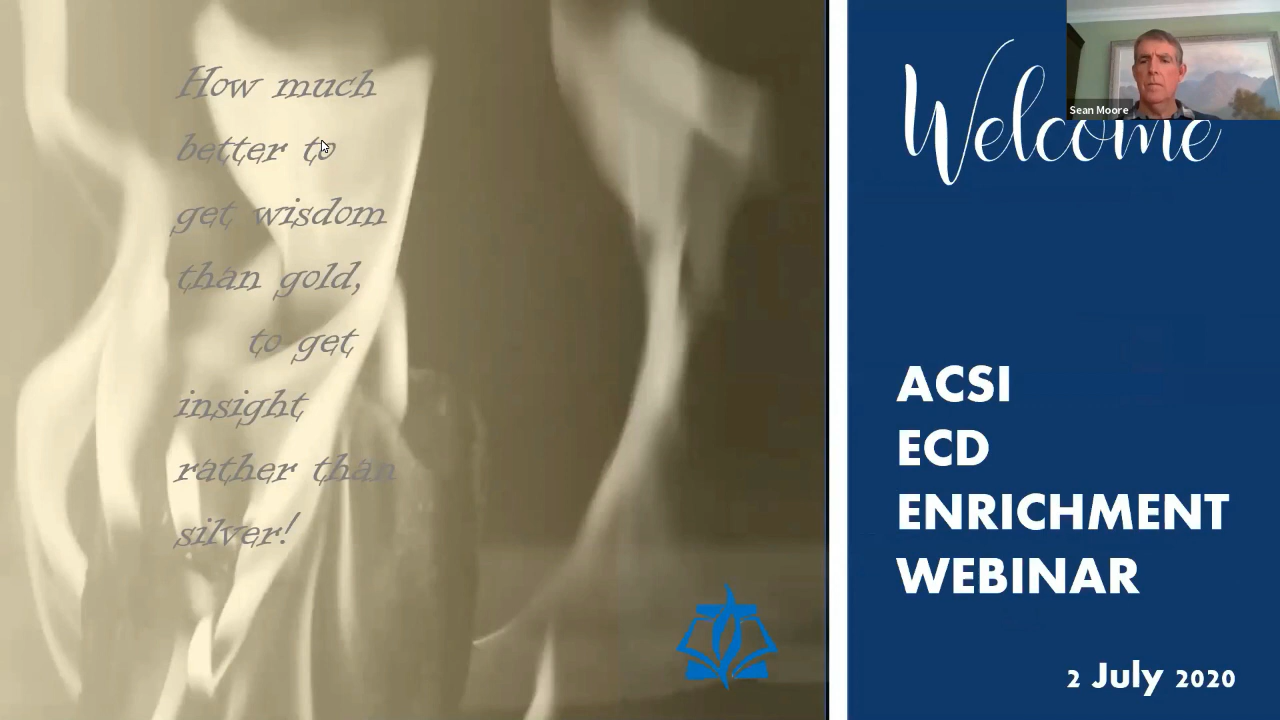 How much
better to
get wisdom
than gold,
to get
insight
rather than
silver!
Sean Moore
Welcome
ACSI
ECD
ENRICHMENT
WEBINAR
2 July 2020